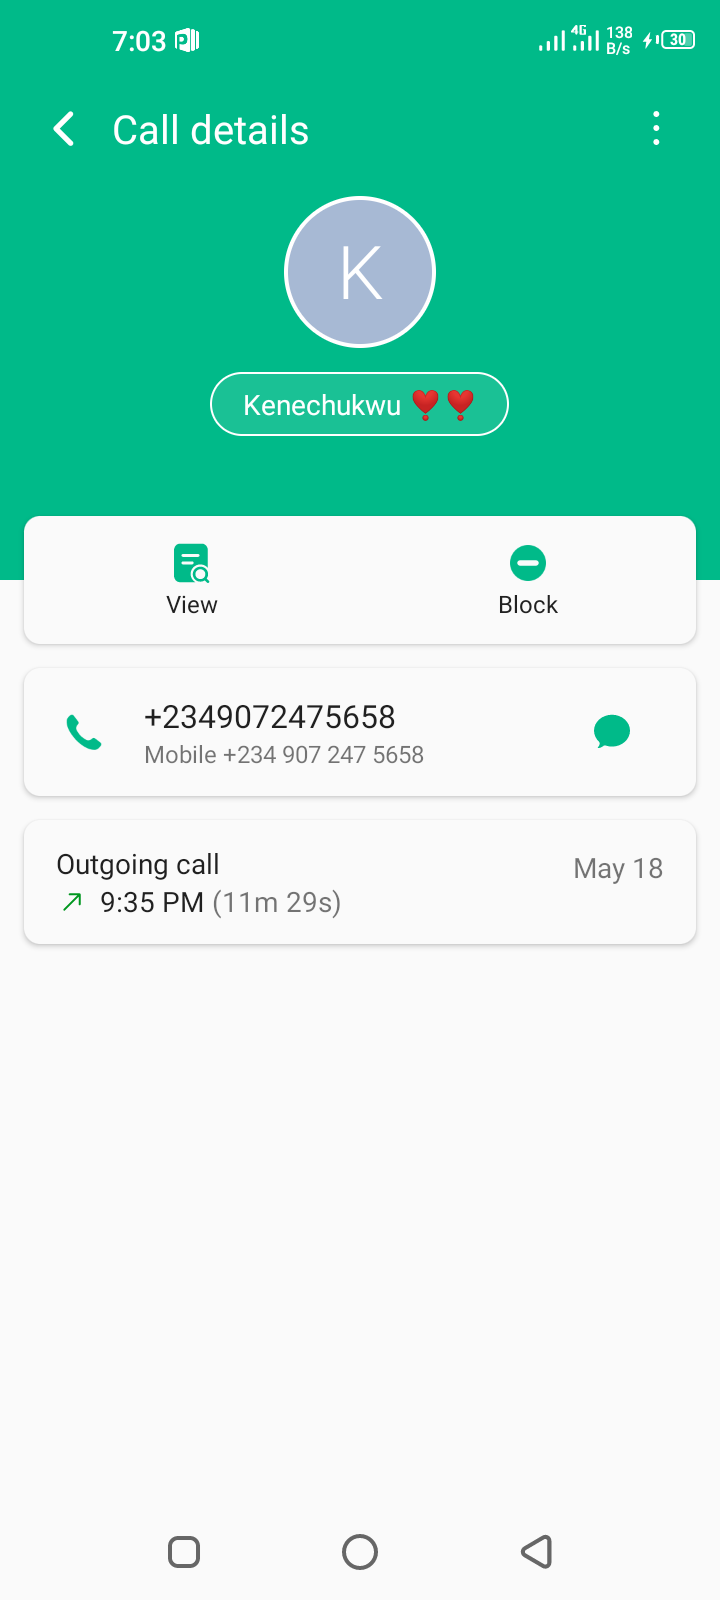 7:03
4G
138
B/s
30
Call details
K
Kenechukwu ❣️❣️
View
Block
+2349072475658
Mobile +234 907 247 5658
Outgoing call
May 18
9:35 PM (11m 29s)